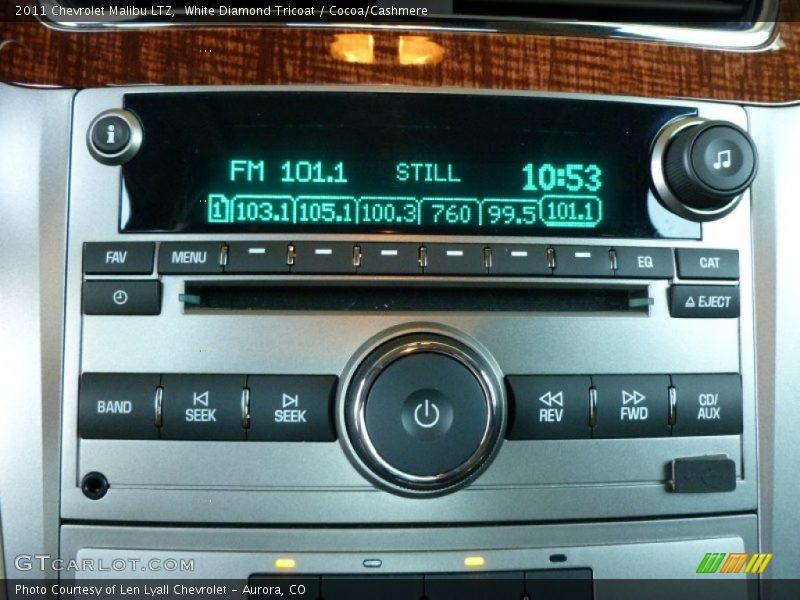 2011 Chevrolet Malibu LTZ, White Diamond Tricoat / Cocoa/Cashmere
i
FM 101.1 STILL 10:53
1 103.1 105.1 100.3 760 99.5 101.1
FAV MENU EQ CAT
EJECT
BAND SEEK SEEK REV FWD CD/
AUX
GTCARLOT.COM
Photo Courtesy of Len Lyall Chevrolet - Aurora, CO